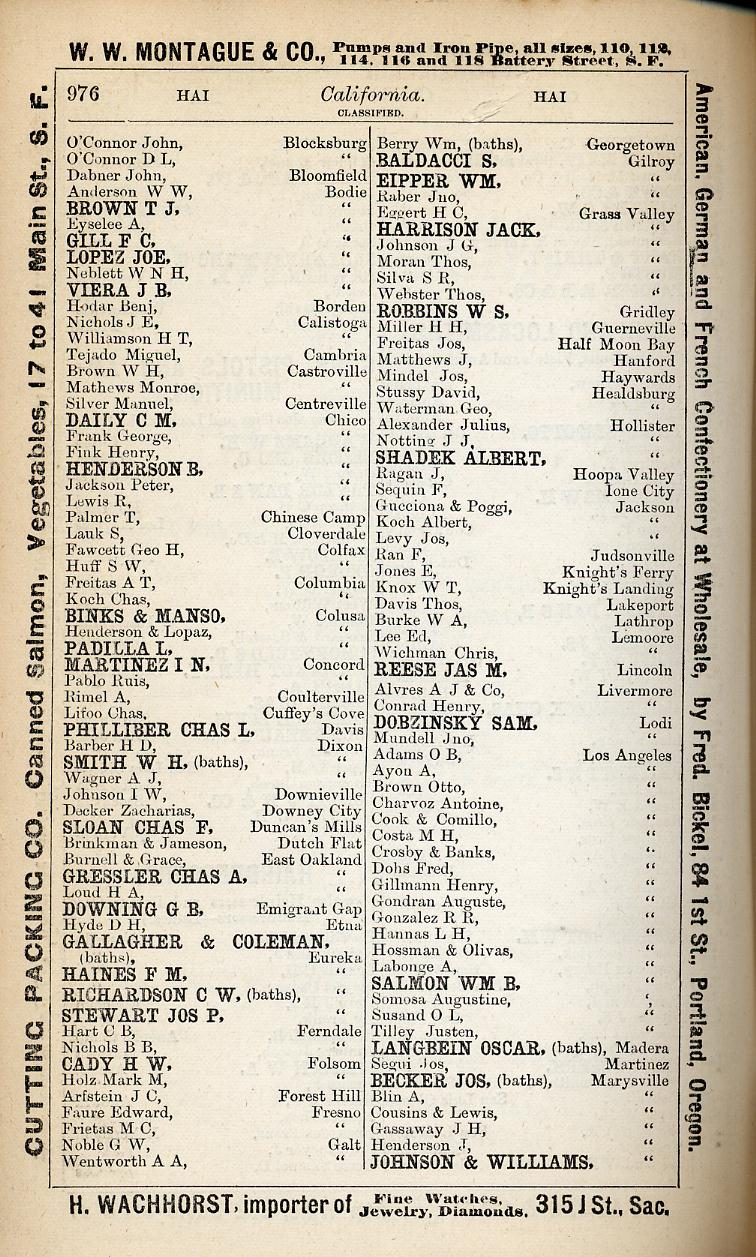 W. W. MONTAGUE & CO., Pumps and Iron Pipe, all sizes, 110, 112,
114, 116 and 118 Battery Street, S. F.
976 HAI California. HAI
CLASSIFIED.
O'Connor John, Blocksburg
O'Connor D L, “
Dabner John, Bloomfield
Anderson W W, Bodie
BROWN T J, “
Eyselee A, “
GILL F C, “
LOPEZ JOE, “
Neblett W N H, “
VIERA J B, “
Hodar Benj, Borden
Nichols J E, Calistoga
Williamson H T, “
Tejado Miguel, Cambria
Brown W H, Castroville
Mathews Monroe, “
Silver Manuel, Centreville
DAILY C M, Chico
Frank George, “
Fink Henry, “
HENDERSON B, “
Jackson Peter, “
Lewis R, “
Palmer T, Chinese Camp
Lauk S, Cloverdale
Fawcett Geo H, Colfax
Huff S W, “
Freitas A T, Columbia
Koch Chas, “
BINKS & MANSO, Colusa
Henderson & Lopaz, “
PADILLA L, “
MARTINEZ I N, Concord
Pablo Ruis, “
Rimel A, Coulterville
Lifoo Chas, Cuffey's Cove
PHILLIBER CHAS L, Davis
Barber H D, Dixon
SMITH W H, (baths), “
Wagner A J, “
Johnson I W, Downieville
Decker Zacharias, Downey City
SLOAN CHAS F, Duncan's Mills
Brinkman & Jameson, Dutch Flat
Burnell & Grace, East Oakland
GRESSLER CHAS A, “
Loud H A, “
DOWNING G B, Emigrant Gap
Hyde D H, Etna
GALLAGHER & COLEMAN,
(baths), Eureka
HAINES F M, “
RICHARDSON C W, (baths), “
STEWART JOS P, “
Hart C B, Ferndale
Nichols B B, “
CADY H W, Folsom
Holz Mark M, “
Arfstein J C, Forest Hill
Faure Edward, Fresno
Frietas M C, “
Noble G W, Galt
Wentworth A A, “
Berry Wm, (baths), Georgetown
BALDACCI S, Gilroy
EIPPER WM, “
Raber Jno, “
Eggert H C, Grass Valley
HARRISON JACK, “
Johnson J G, “
Moran Thos, “
Silva S R, “
Webster Thos, “
ROBBINS W S, Gridley
Miller H H, Guerneville
Freitas Jos, Half Moon Bay
Matthews J, Hanford
Mindel Jos, Haywards
Stussy David, Healdsburg
Waterman Geo, “
Alexander Julius, Hollister
Notting J J, “
SHADEK ALBERT, “
Ragan J, Hoopa Valley
Sequin F, Ione City
Gucciona & Poggi, Jackson
Koch Albert, “
Levy Jos, “
Ran F, Judsonville
Jones E, Knight's Ferry
Knox W T, Knight's Landing
Davis Thos, Lakeport
Burke W A, Lathrop
Lee Ed, Lemoore
Wichman Chris, “
REESE JAS M, Lincoln
Alvres A J & Co, Livermore
Conrad Henry, “
DOBZINSKY SAM, Lodi
Mundell Jno, “
Adams O B, Los Angeles
Ayon A, “
Brown Otto, “
Charvoz Antoine, “
Cook & Comillo, “
Costa M H, “
Crosby & Banks, “
Dohs Fred, “
Gillmann Henry, “
Gondran Auguste, “
Gonzalez R R, “
Hannas L H, “
Hossman & Olivas, “
Labonge A, “
SALMON WM B, “
Somosa Augustine, “
Susand O L, “
Tilley Justen, “
LANGBEIN OSCAR, (baths), Madera
Segui Jos, Martinez
BECKER JOS, (baths), Marysville
Blin A, “
Cousins & Lewis, “
Gassaway J H, “
Henderson J, “
JOHNSON & WILLIAMS, “
H. WACHHORST, importer of Fine Watches, Jewelry, Diamonds, 315 J St., Sac.
CUTTING PACKING CO. Canned Salmon, Vegetables, 17 to 41 Main St., S. F.
American, German and French Confectionery at Wholesale, by Fred. Bickel, 84 1st St., Portland, Oregon.